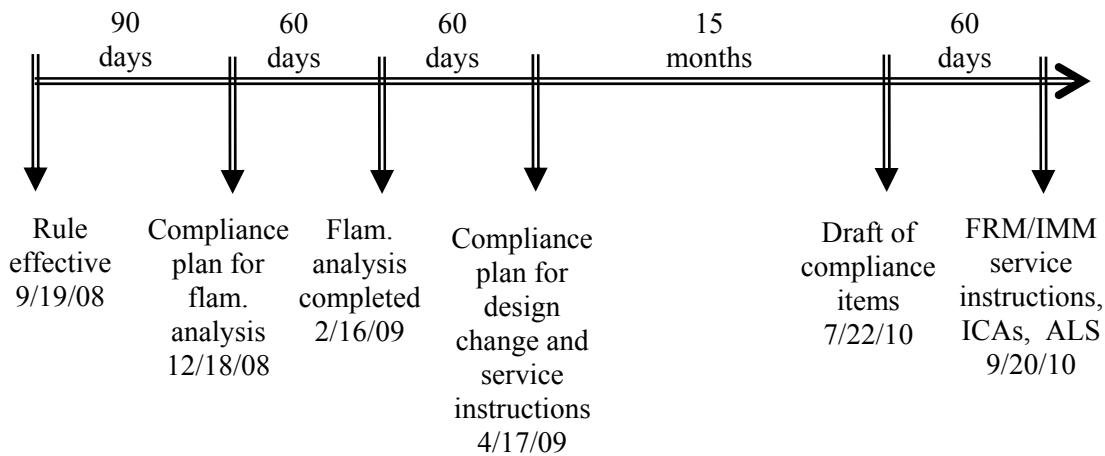 90
days
60
days
60
days
15
months
60
days
Rule
effective
9/19/08
Compliance
plan for
flam.
analysis
12/18/08
Flam.
analysis
completed
2/16/09
Compliance
plan for
design
change and
service
instructions
4/17/09
Draft of
compliance
items
7/22/10
FRM/IMM
service
instructions,
ICAs, ALS
9/20/10